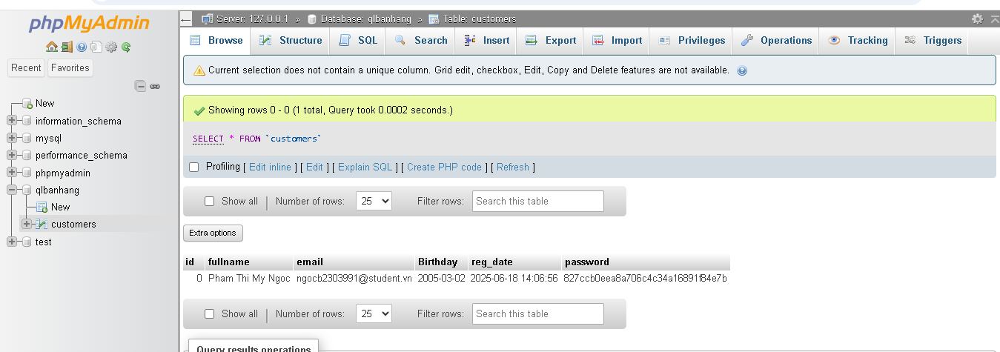 phpMyAdmin
Recent Favorites
New
information_schema
mysql
performance_schema
phpmyadmin
qlbanhang
New
customers
test
Server: 127.0.0.1 » Database: qlbanhang » Table: customers
Browse Structure SQL Search Insert Export Import Privileges Operations Tracking Triggers
Current selection does not contain a unique column. Grid edit, checkbox, Edit, Copy and Delete features are not available.
Showing rows 0 - 0 (1 total, Query took 0.0002 seconds.)
SELECT * FROM `customers`
Profiling [ Edit inline ] [ Edit ] [ Explain SQL ] [ Create PHP code ] [ Refresh ]
Show all | Number of rows: 25 Filter rows: Search this table
Extra options
id fullname email Birthday reg_date password
0 Pham Thi My Ngoc ngocb2303991@student.vn 2005-03-02 2025-06-18 14:06:56 827ccb0eea8a706c4c34a16891f84e7b
Show all | Number of rows: 25 Filter rows: Search this table
Query results operations